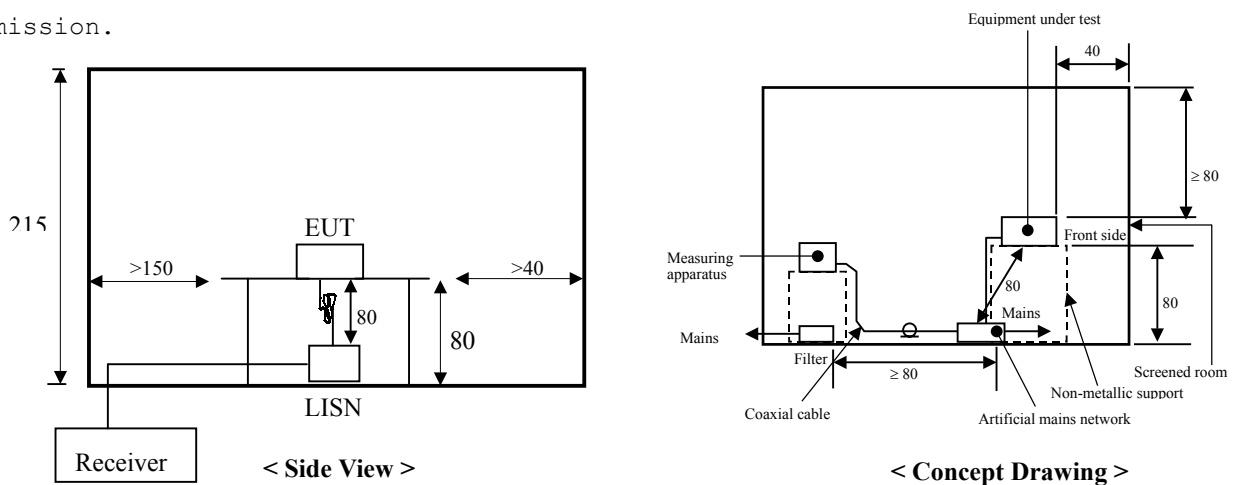 mission.
215
>150
EUT
80
80
>40
LISN
Receiver
< Side View >
Equipment under test
40
≥ 80
Front side
Measuring
apparatus
80
80
Mains
Mains
Filter
≥ 80
Screened room
Non-metallic support
Coaxial cable
Artificial mains network
< Concept Drawing >